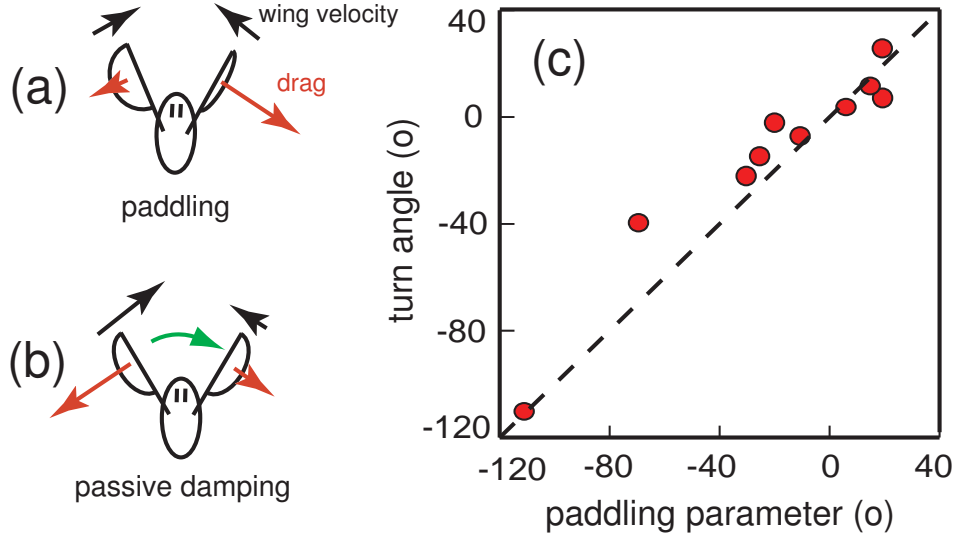 wing velocity
(a)
drag
paddling
(b)
passive damping
(c)
turn angle (o)
40
0
-40
-80
-120
-120 -80 -40 0 40
paddling parameter (o)